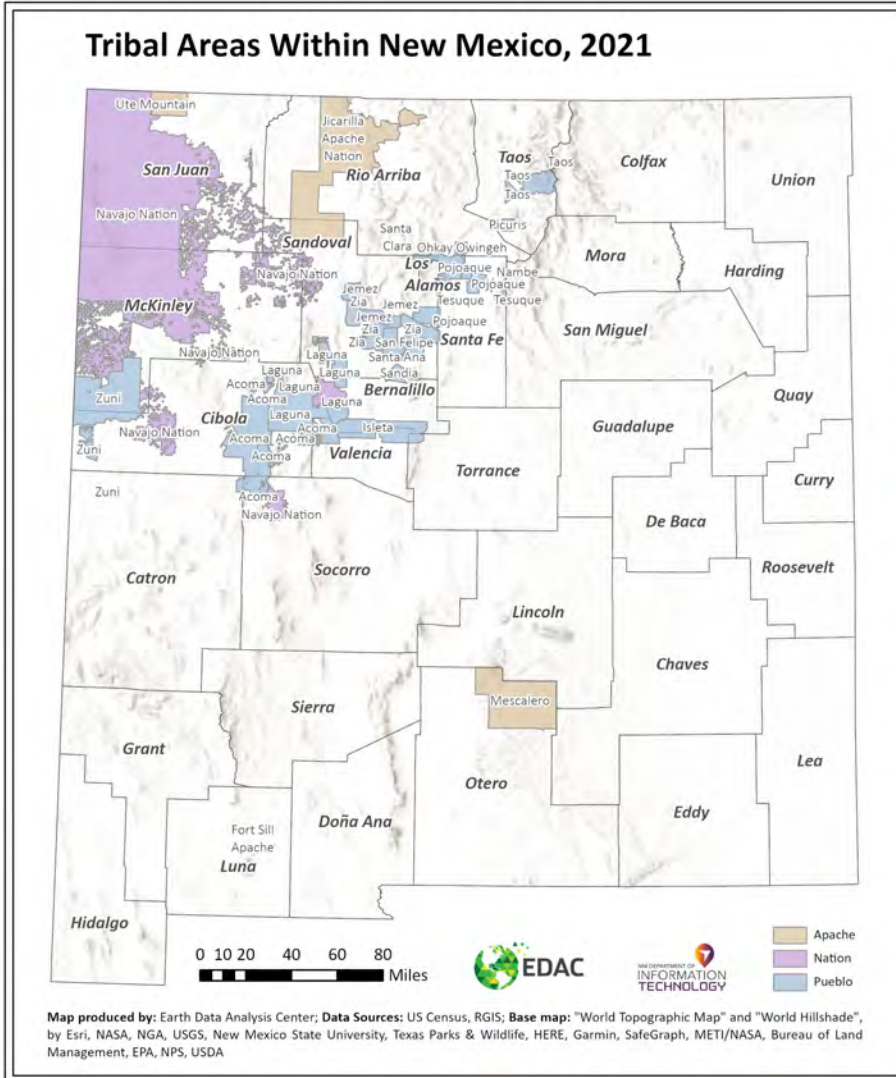 Tribal Areas Within New Mexico, 2021
Ute Mountain
Jicarilla
Apache
Nation
San Juan
Rio Arriba
Taos
Taos
Taos
Taos
Colfax
Union
Navajo Nation
Picuris
Sandoval
Santa
Clara
Ohkay Owingeh
Mora
Harding
Los
Alamos
Pojoaque
Nambe
Pojoaque
Tesuque
Tesuque
Navajo Nation
McKinley
Jemez
Zia
Jemez
Jemez
Pojoaque
Zia
Zia
San Felipe
Santa Fe
San Miguel
Navajo Nation
Laguna
Santa Ana
Laguna
Laguna
Sandia
Acoma
Laguna
Bernalillo
Quay
Zuni
Acoma
Laguna
Cibola
Laguna
Guadalupe
Navajo Nation
Acoma
Isleta
Acoma
Acoma
Zuni
Acoma
Valencia
Torrance
Curry
Zuni
Acoma
Navajo Nation
De Baca
Roosevelt
Catron
Socorro
Lincoln
Chaves
Mescalero
Sierra
Grant
Otero
Lea
Doña Ana
Eddy
Fort Sill
Apache
Luna
Hidalgo
0 10 20 40 60 80
Miles
EDAC
NM DEPARTMENT OF
INFORMATION
TECHNOLOGY
Apache
Nation
Pueblo
Map produced by: Earth Data Analysis Center; Data Sources: US Census, RGIS; Base map: "World Topographic Map" and "World Hillshade",
by Esri, NASA, NGA, USGS, New Mexico State University, Texas Parks & Wildlife, HERE, Garmin, SafeGraph, METI/NASA, Bureau of Land
Management, EPA, NPS, USDA